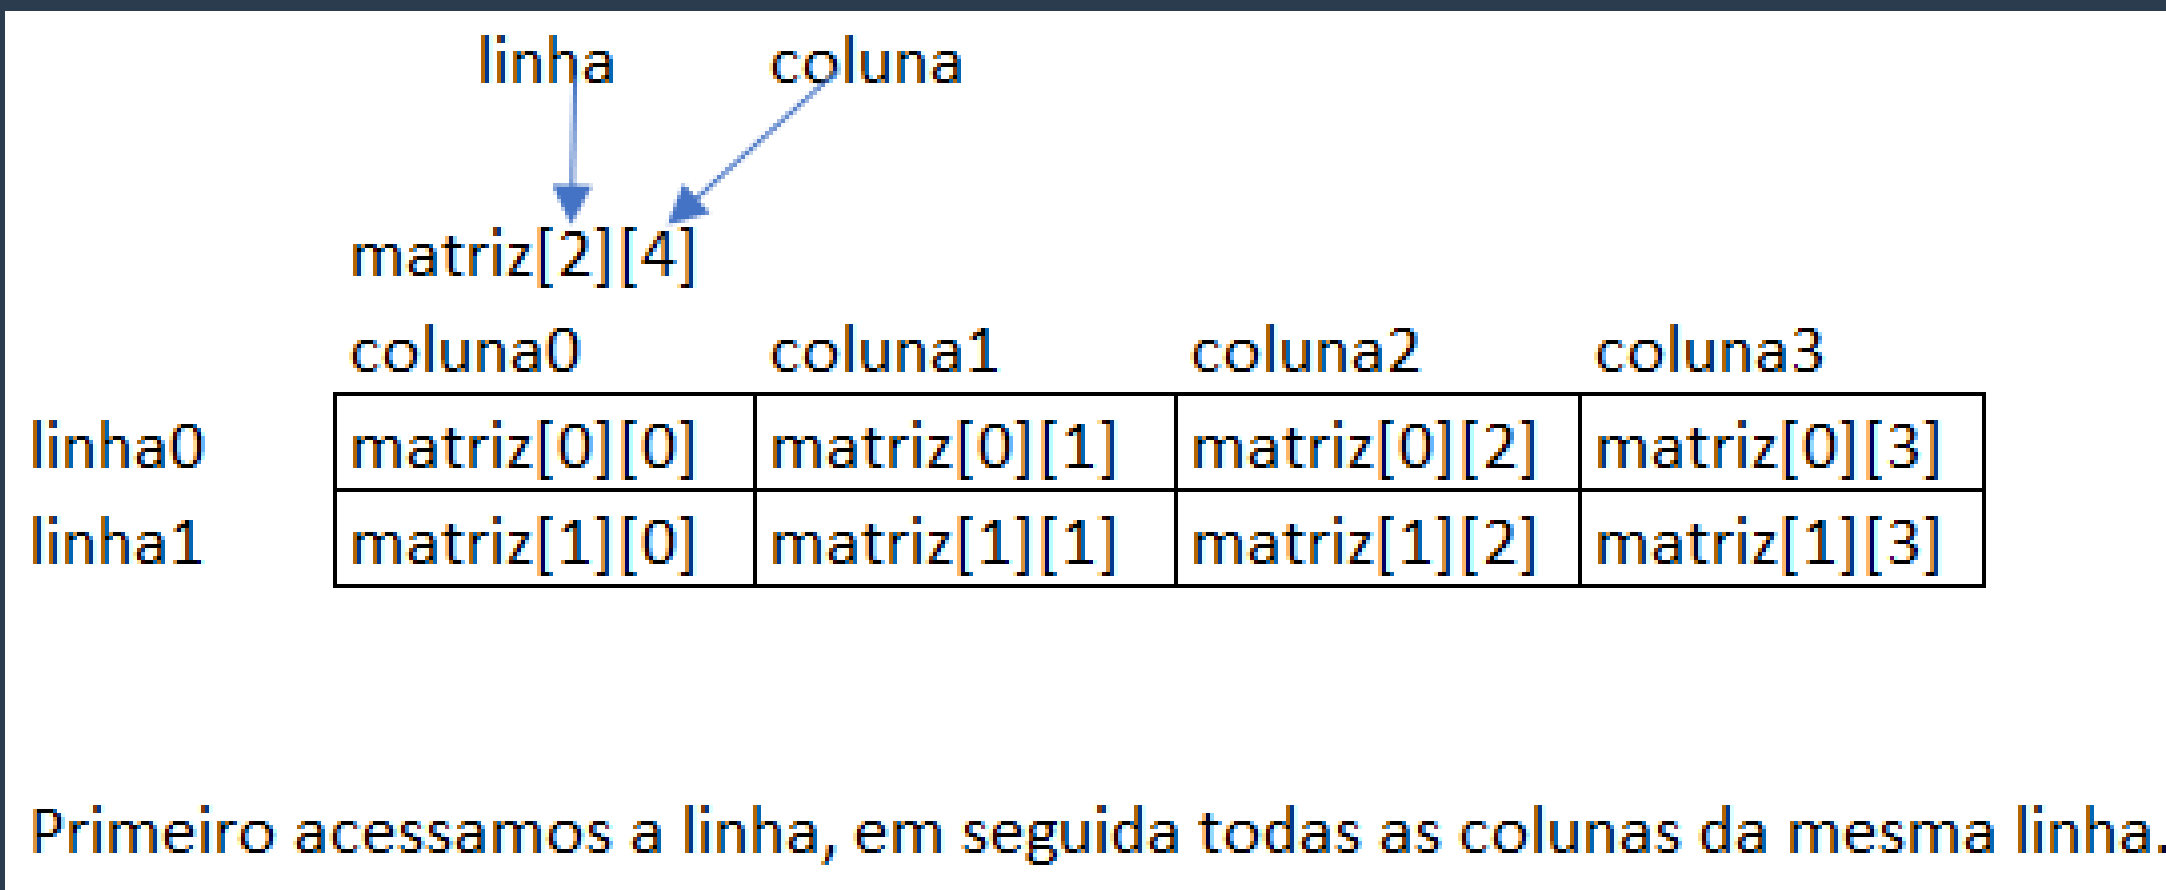 linha coluna
matriz[2][4]
coluna0 coluna1 coluna2 coluna3
linha0 matriz[0][0] matriz[0][1] matriz[0][2] matriz[0][3]
linha1 matriz[1][0] matriz[1][1] matriz[1][2] matriz[1][3]
Primeiro acessamos a linha, em seguida todas as colunas da mesma linha.